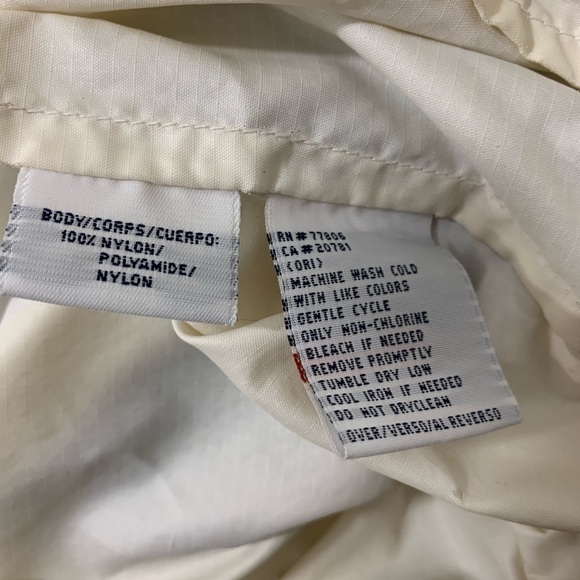 BODY/CORPS/CUERPO:
100% NYLON/
POLYAMIDE/
NYLON
RN# 77806
CA# 20781
(ORI)
MACHINE WASH COLD
WITH LIKE COLORS
GENTLE CYCLE
ONLY NON-CHLORINE
BLEACH IF NEEDED
REMOVE PROMPTLY
TUMBLE DRY LOW
COOL IRON IF NEEDED
DO NOT DRYCLEAN
OVER/VERSO/AL REVERSO